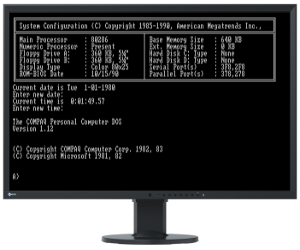 System Configuration (C) Copyright 1985-1990, American Megatrends Inc.,
Main Processor : 80286 Base Memory Size : 640 KB
Numeric Processor : Present Ext. Memory Size : 0 KB
Floppy Drive A: : 360 KB, 5¼" Hard Disk C: Type : None
Floppy Drive B: : 360 KB, 5¼" Hard Disk D: Type : None
Display Type : Color 80x25 Serial Port(s) : 3F8,2F8
ROM-BIOS Date : 10/15/90 Parallel Port(s) : 378,278
Current date is Tue 1-01-1980
Enter new date:
Current time is 0:01:49.57
Enter new time:
The COMPAQ Personal Computer DOS
Version 1.12
(C) Copyright COMPAQ Computer Corp. 1982, 83
(C) Copyright Microsoft 1981, 82
A>